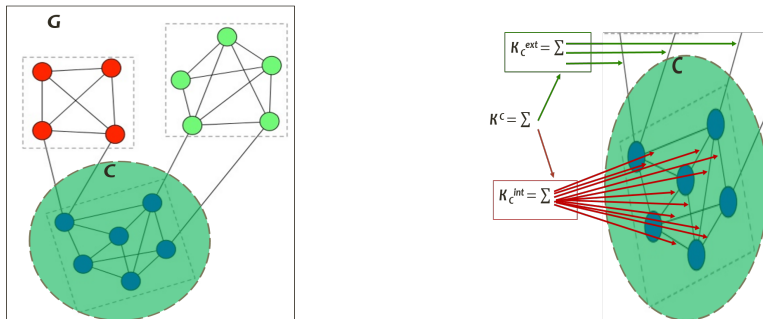 G
C
K_C^ext = Σ
C
K^C = Σ
K_C^int = Σ